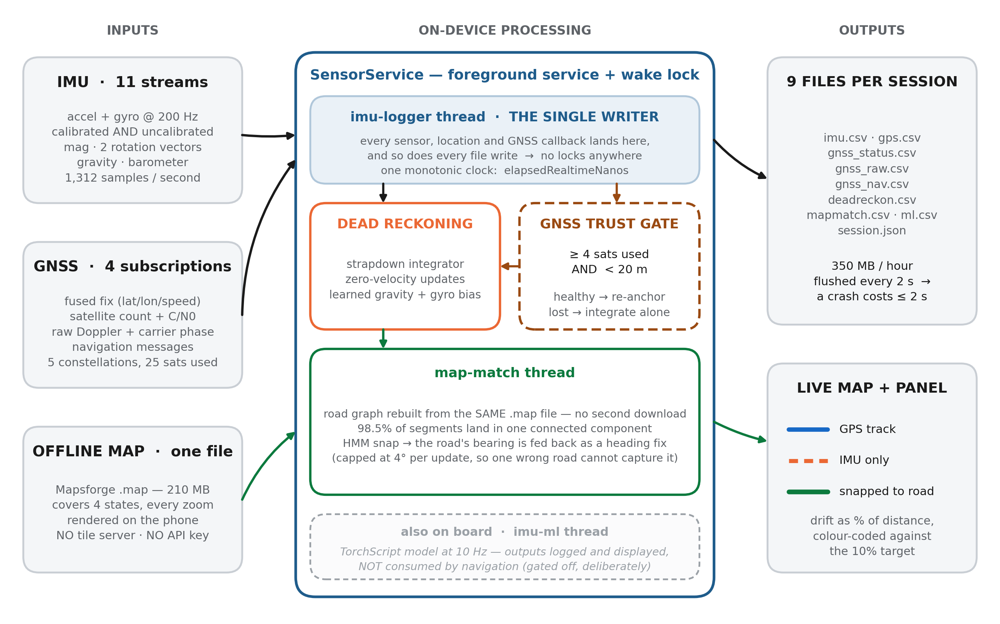 INPUTS
IMU · 11 streams
accel + gyro @ 200 Hz
calibrated AND uncalibrated
mag · 2 rotation vectors
gravity · barometer
1,312 samples / second
GNSS · 4 subscriptions
fused fix (lat/lon/speed)
satellite count + C/N0
raw Doppler + carrier phase
navigation messages
5 constellations, 25 sats used
OFFLINE MAP · one file
Mapsforge .map — 210 MB
covers 4 states, every zoom
rendered on the phone
NO tile server · NO API key
ON-DEVICE PROCESSING
SensorService — foreground service + wake lock
imu-logger thread · THE SINGLE WRITER
every sensor, location and GNSS callback lands here,
and so does every file write → no locks anywhere
one monotonic clock: elapsedRealtimeNanos
DEAD RECKONING
strapdown integrator
zero-velocity updates
learned gravity + gyro bias
GNSS TRUST GATE
≥ 4 sats used
AND < 20 m
healthy → re-anchor
lost → integrate alone
map-match thread
road graph rebuilt from the SAME .map file — no second download
98.5% of segments land in one connected component
HMM snap → the road's bearing is fed back as a heading fix
(capped at 4° per update, so one wrong road cannot capture it)
also on board · imu-ml thread
TorchScript model at 10 Hz — outputs logged and displayed,
NOT consumed by navigation (gated off, deliberately)
OUTPUTS
9 FILES PER SESSION
imu.csv · gps.csv
gnss_status.csv
gnss_raw.csv
gnss_nav.csv
deadreckon.csv
mapmatch.csv · ml.csv
session.json
350 MB / hour
flushed every 2 s →
a crash costs ≤ 2 s
LIVE MAP + PANEL
GPS track
IMU only
snapped to road
drift as % of distance,
colour-coded against
the 10% target